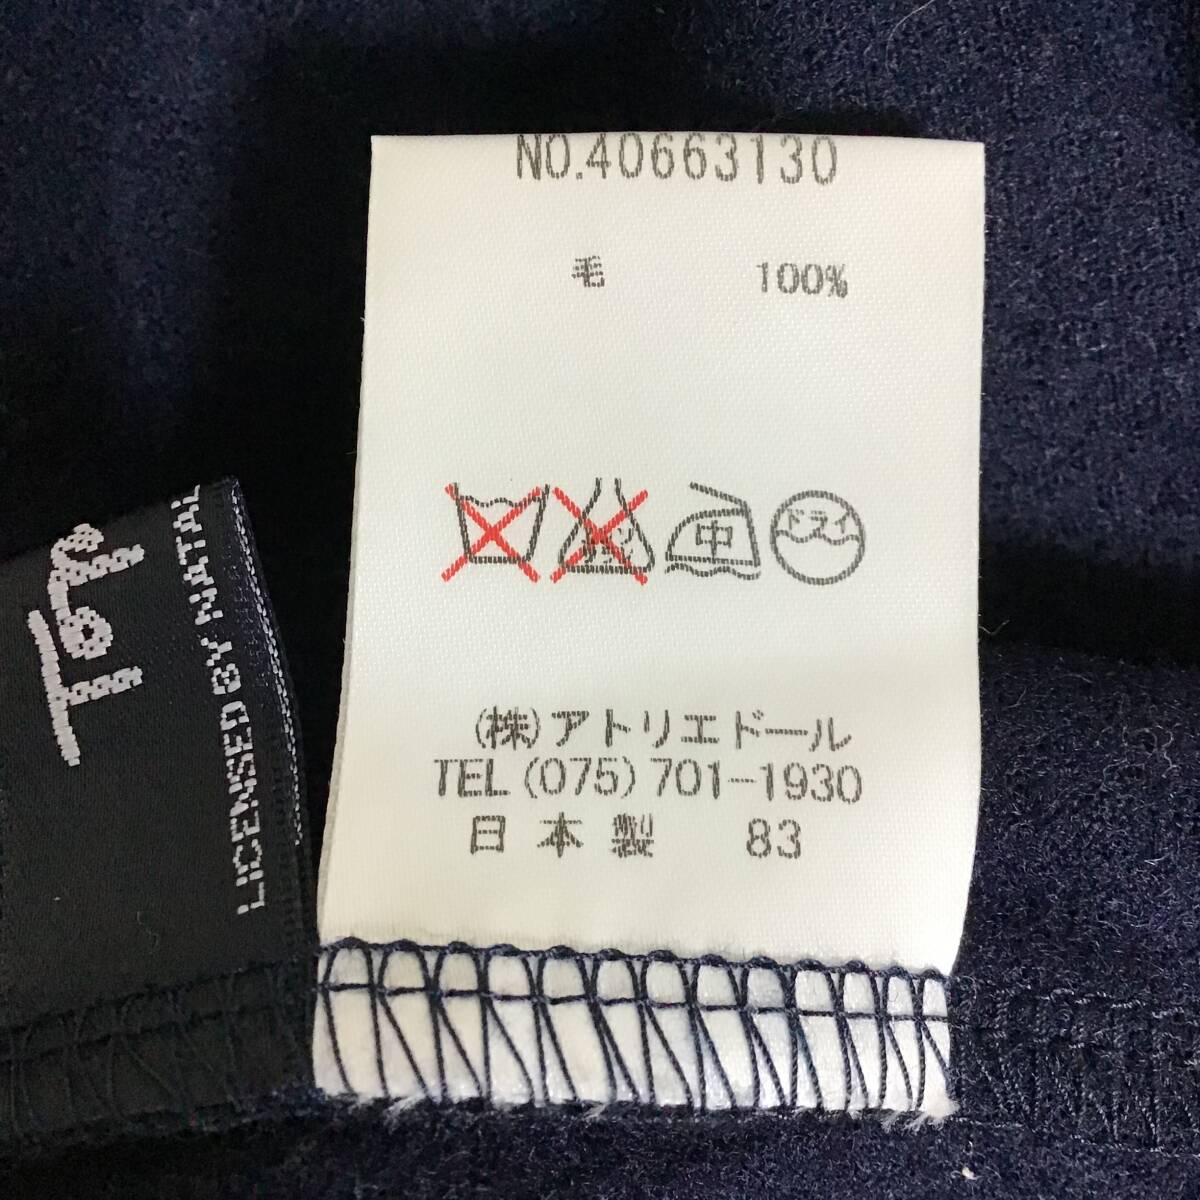 NO.40663130
毛 100%
中
ドライ
(株)アトリエドール
TEL(075)701-1930
日本製 83
LICENSED BY NATAL